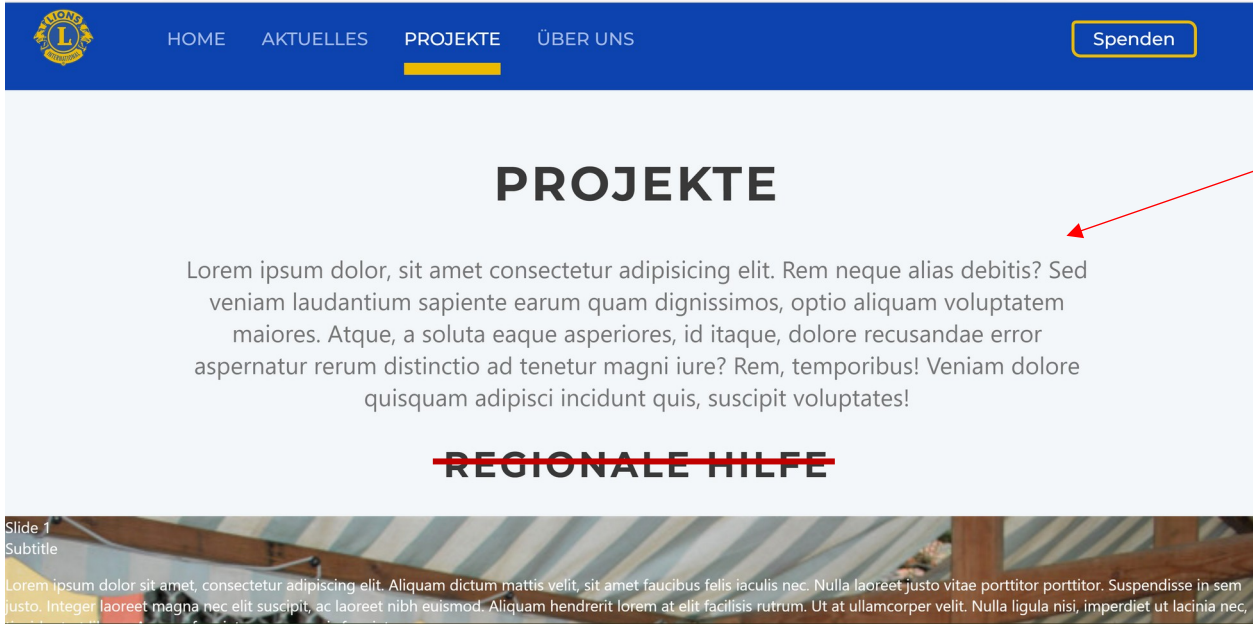 LIONS
L
INTERNATIONAL
HOME AKTUELLES PROJEKTE ÜBER UNS Spenden
PROJEKTE
Lorem ipsum dolor, sit amet consectetur adipisicing elit. Rem neque alias debitis? Sed
veniam laudantium sapiente earum quam dignissimos, optio aliquam voluptatem
maiores. Atque, a soluta eaque asperiores, id itaque, dolore recusandae error
aspernatur rerum distinctio ad tenetur magni iure? Rem, temporibus! Veniam dolore
quisquam adipisci incidunt quis, suscipit voluptates!
REGIONALE HILFE
Slide 1
Subtitle
Lorem ipsum dolor sit amet, consectetur adipiscing elit. Aliquam dictum mattis velit, sit amet faucibus felis iaculis nec. Nulla laoreet justo vitae porttitor porttitor. Suspendisse in sem
justo. Integer laoreet magna nec elit suscipit, ac laoreet nibh euismod. Aliquam hendrerit lorem at elit facilisis rutrum. Ut at ullamcorper velit. Nulla ligula nisi, imperdiet ut lacinia nec,